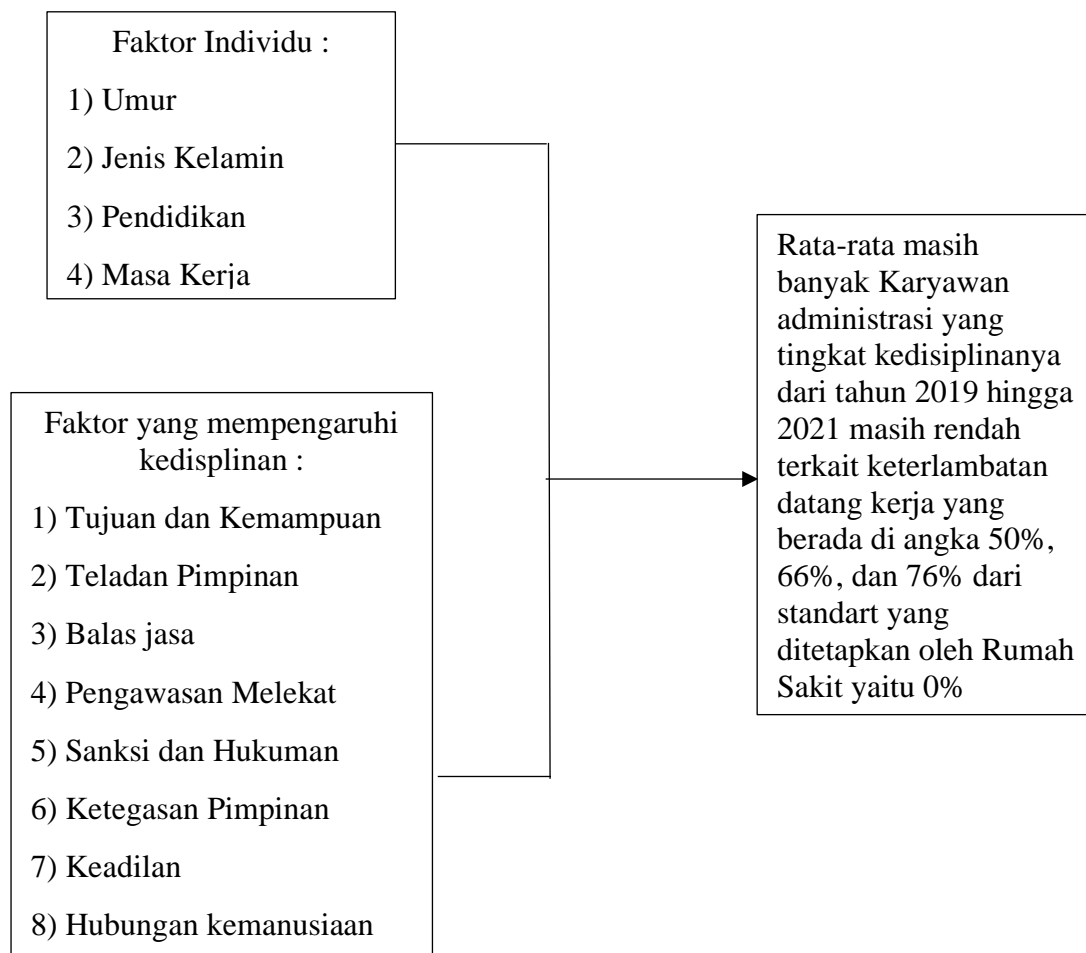 Faktor Individu :
1) Umur
2) Jenis Kelamin
3) Pendidikan
4) Masa Kerja
Faktor yang mempengaruhi
kedisplinan :
1) Tujuan dan Kemampuan
2) Teladan Pimpinan
3) Balas jasa
4) Pengawasan Melekat
5) Sanksi dan Hukuman
6) Ketegasan Pimpinan
7) Keadilan
8) Hubungan kemanusiaan
Rata-rata masih
banyak Karyawan
administrasi yang
tingkat kedisiplinanya
dari tahun 2019 hingga
2021 masih rendah
terkait keterlambatan
datang kerja yang
berada di angka 50%,
66%, dan 76% dari
standart yang
ditetapkan oleh Rumah
Sakit yaitu 0%